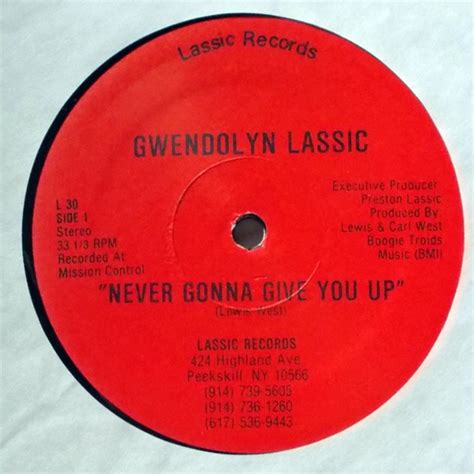 Lassic Records
GWENDOLYN LASSIC
L 30
SIDE 1
Stereo
33 1/3 RPM
Recorded At
Mission Control
Executive Producer
Preston Lassic
Produced By:
Lewis & Carl West
Boogie Troids
Music (BMI)
"NEVER GONNA GIVE YOU UP"
(Lewis West)
LASSIC RECORDS
424 Highland Ave.
Peekskill, NY 10566
(914) 739-5605
(914) 736-1260
(617) 536-9443